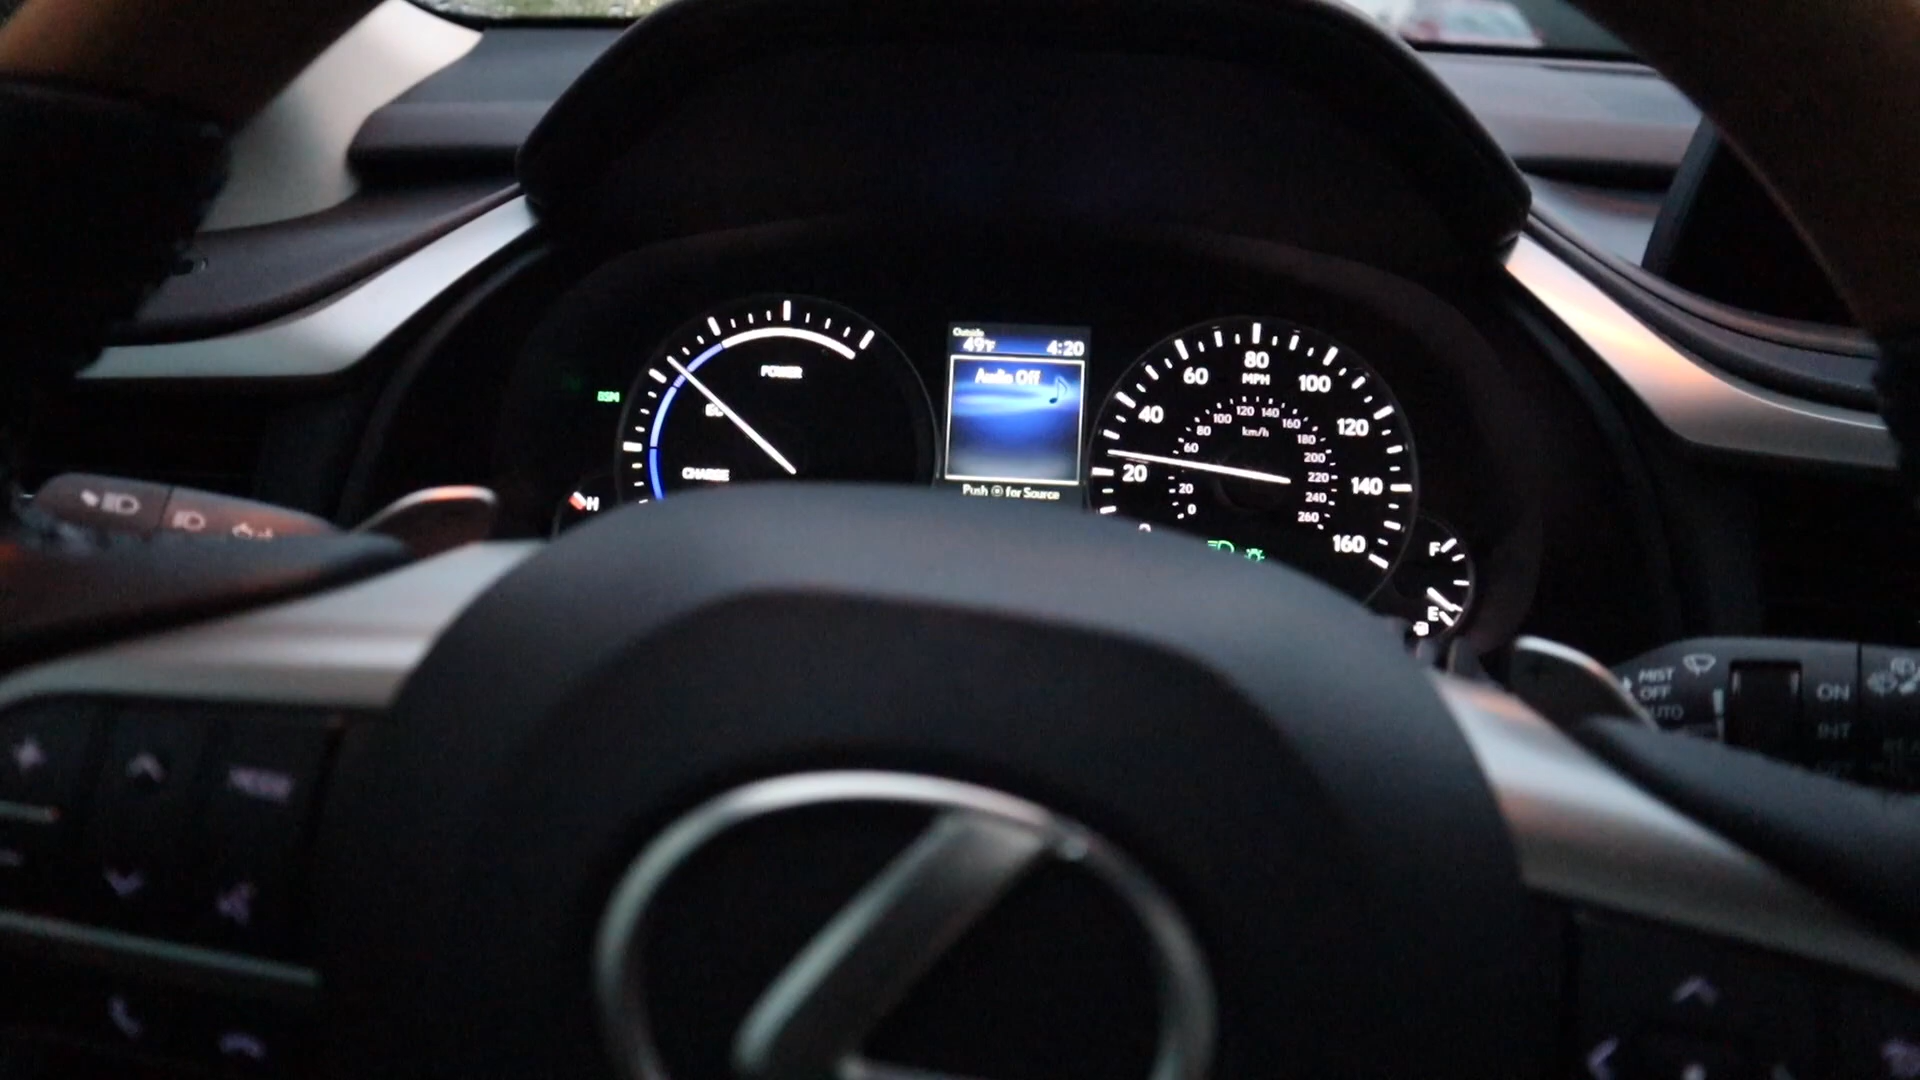 Outside
49°F 4:20
Audio Off
Push for Source
POWER
CHARGE
BSM
H
80
MPH
60
100
40
120
20
140
160
120
140
100
160
80
km/h
180
60
200
220
20
240
0
260
F
E
MIST
OFF
AUTO
ON
INT
MODE